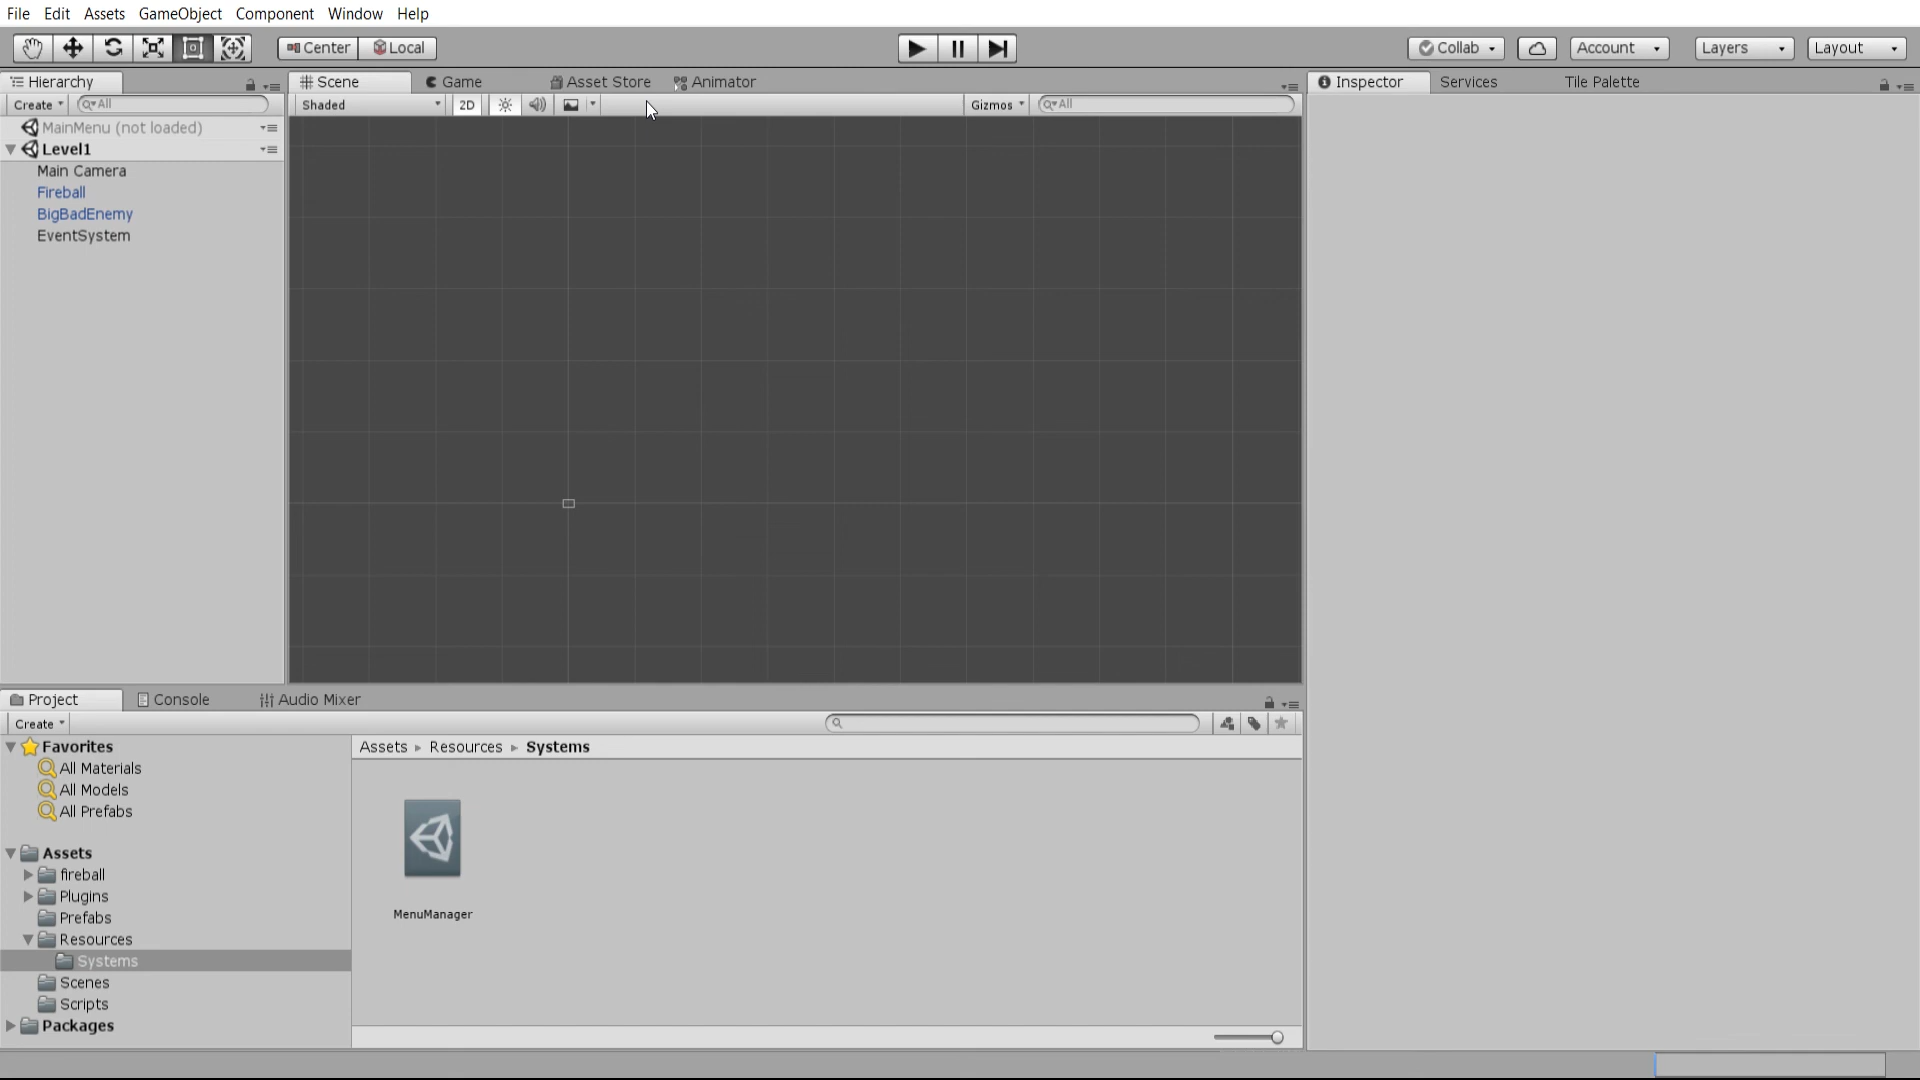 File Edit Assets GameObject Component Window Help
Center Local Collab Account Layers Layout
Hierarchy Scene Game Asset Store Animator Inspector Services Tile Palette
Create All Shaded 2D Gizmos All
MainMenu (not loaded)
Level1
Main Camera
Fireball
BigBadEnemy
EventSystem
Project Console Audio Mixer
Create
Favorites Assets Resources Systems
All Materials
All Models
All Prefabs
Assets
fireball
Plugins
MenuManager
Prefabs
Resources
Systems
Scenes
Scripts
Packages